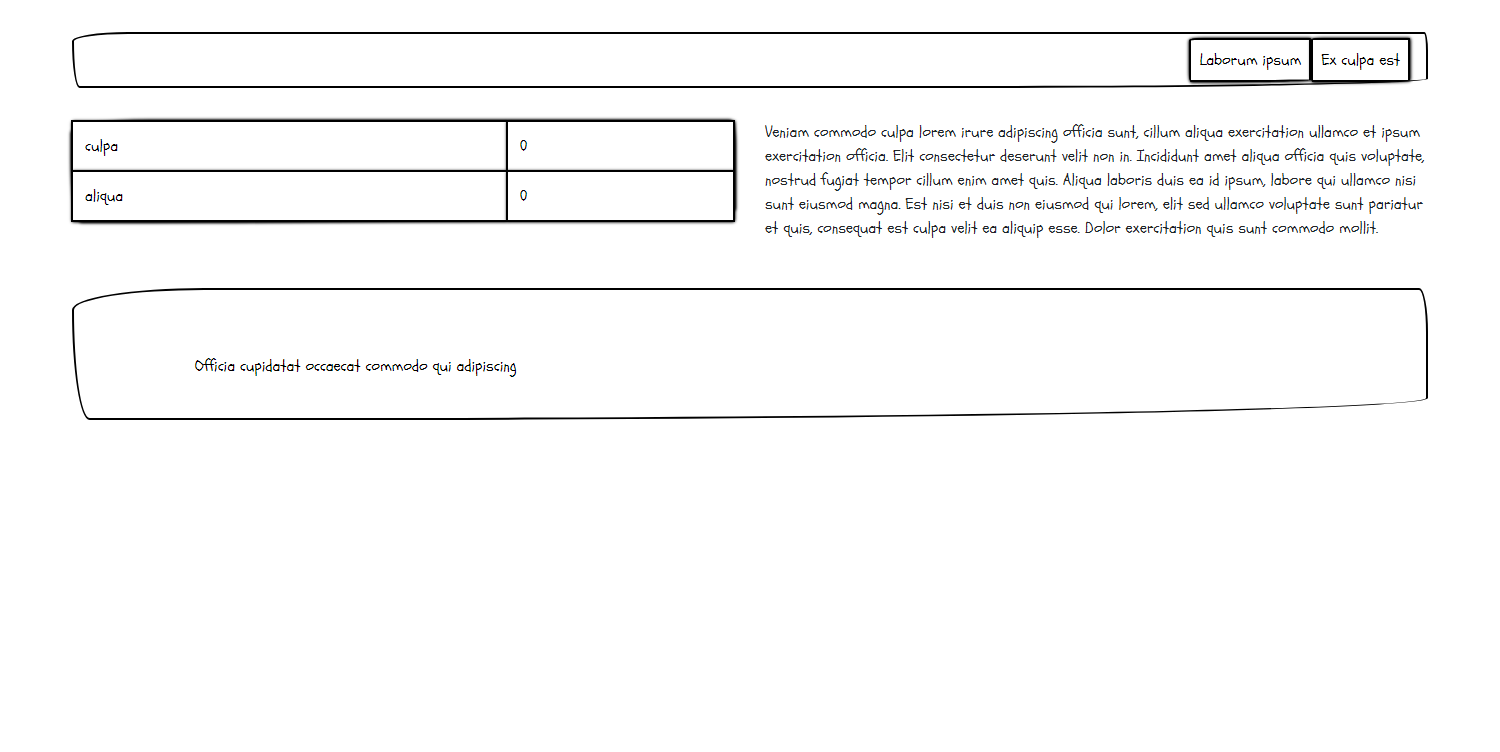 Laborum ipsum Ex culpa est
culpa 0
aliqua 0
Veniam commodo culpa lorem irure adipiscing officia sunt, cillum aliqua exercitation ullamco et ipsum
exercitation officia. Elit consectetur deserunt velit non in. Incididunt amet aliqua officia quis voluptate,
nostrud fugiat tempor cillum enim amet quis. Aliqua laboris duis ea id ipsum, labore qui ullamco nisi
sunt eiusmod magna. Est nisi et duis non eiusmod qui lorem, elit sed ullamco voluptate sunt pariatur
et quis, consequat est culpa velit ea aliquip esse. Dolor exercitation quis sunt commodo mollit.
Officia cupidatat occaecat commodo qui adipiscing